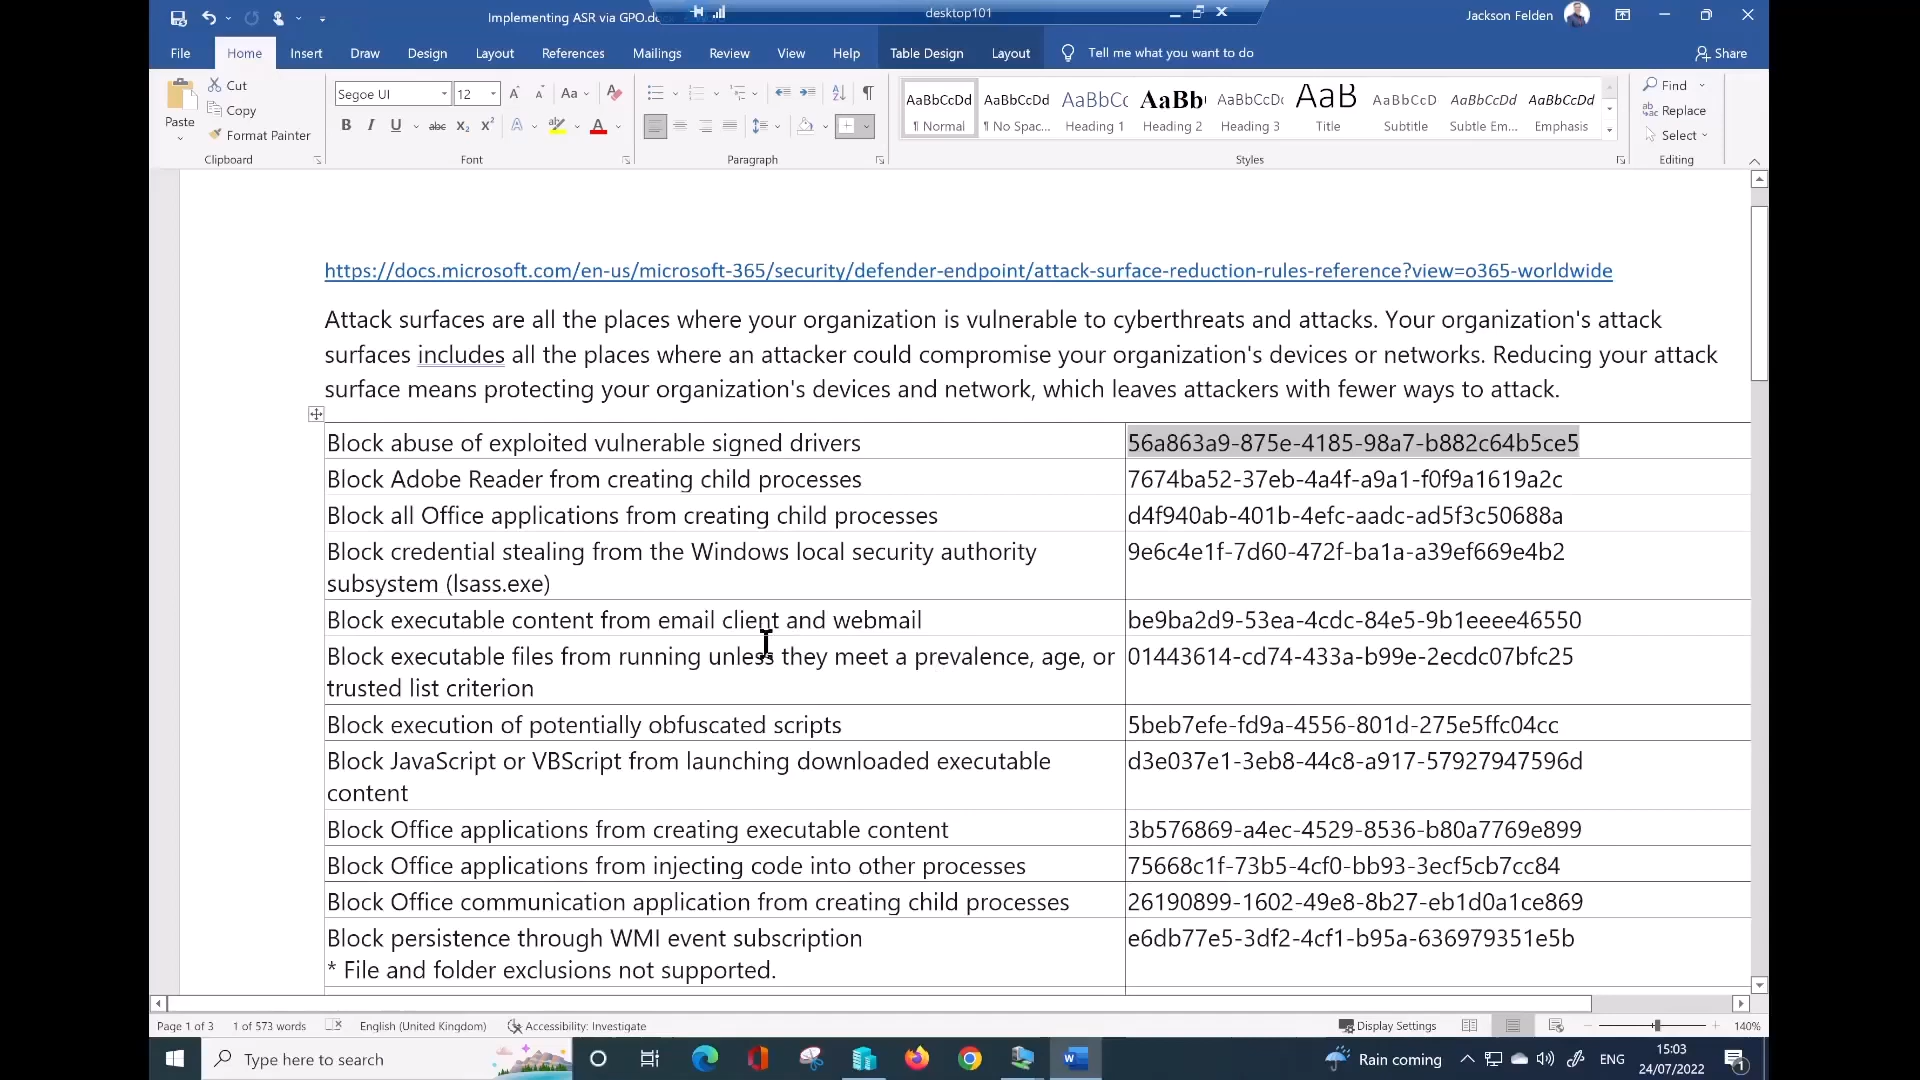 Implementing ASR via GPO.do
desktop101
Jackson Felden
File Home Insert Draw Design Layout References Mailings Review View Help Table Design Layout Tell me what you want to do Share
Paste
Cut
Copy
Format Painter
Clipboard
Segoe UI 12
Font
Paragraph
AaBbCcDd AaBbCcDd AaBbCc AaBb AaBbCcDc AaB AaBbCcD AaBbCcDd AaBbCcDd
¶ Normal ¶ No Spac... Heading 1 Heading 2 Heading 3 Title Subtitle Subtle Em... Emphasis
Styles
Find
Replace
Select
Editing
https://docs.microsoft.com/en-us/microsoft-365/security/defender-endpoint/attack-surface-reduction-rules-reference?view=o365-worldwide
Attack surfaces are all the places where your organization is vulnerable to cyberthreats and attacks. Your organization's attack
surfaces includes all the places where an attacker could compromise your organization's devices or networks. Reducing your attack
surface means protecting your organization's devices and network, which leaves attackers with fewer ways to attack.
Block abuse of exploited vulnerable signed drivers 56a863a9-875e-4185-98a7-b882c64b5ce5
Block Adobe Reader from creating child processes 7674ba52-37eb-4a4f-a9a1-f0f9a1619a2c
Block all Office applications from creating child processes d4f940ab-401b-4efc-aadc-ad5f3c50688a
Block credential stealing from the Windows local security authority 9e6c4e1f-7d60-472f-ba1a-a39ef669e4b2
subsystem (lsass.exe)
Block executable content from email client and webmail be9ba2d9-53ea-4cdc-84e5-9b1eeee46550
Block executable files from running unless they meet a prevalence, age, or 01443614-cd74-433a-b99e-2ecdc07bfc25
trusted list criterion
Block execution of potentially obfuscated scripts 5beb7efe-fd9a-4556-801d-275e5ffc04cc
Block JavaScript or VBScript from launching downloaded executable d3e037e1-3eb8-44c8-a917-57927947596d
content
Block Office applications from creating executable content 3b576869-a4ec-4529-8536-b80a7769e899
Block Office applications from injecting code into other processes 75668c1f-73b5-4cf0-bb93-3ecf5cb7cc84
Block Office communication application from creating child processes 26190899-1602-49e8-8b27-eb1d0a1ce869
Block persistence through WMI event subscription e6db77e5-3df2-4cf1-b95a-636979351e5b
* File and folder exclusions not supported.
Page 1 of 3 1 of 573 words English (United Kingdom) Accessibility: Investigate Display Settings 140%
Type here to search Rain coming ENG 15:03
24/07/2022